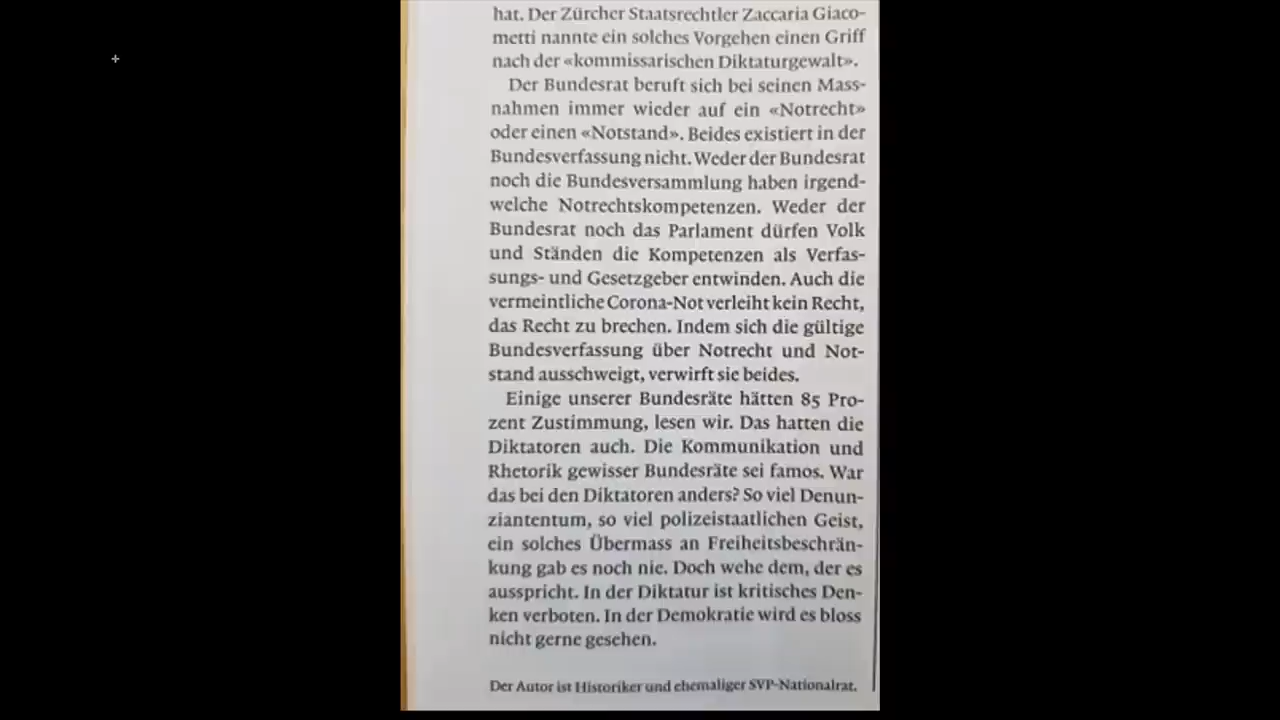 hat. Der Zürcher Staatsrechtler Zaccaria Giaco-
metti nannte ein solches Vorgehen einen Griff
nach der «kommissarischen Diktaturgewalt».
Der Bundesrat beruft sich bei seinen Mass-
nahmen immer wieder auf ein «Notrecht»
oder einen «Notstand». Beides existiert in der
Bundesverfassung nicht. Weder der Bundesrat
noch die Bundesversammlung haben irgend-
welche Notrechtskompetenzen. Weder der
Bundesrat noch das Parlament dürfen Volk
und Ständen die Kompetenzen als Verfas-
sungs- und Gesetzgeber entwinden. Auch die
vermeintliche Corona-Not verleiht kein Recht,
das Recht zu brechen. Indem sich die gültige
Bundesverfassung über Notrecht und Not-
stand ausschweigt, verwirft sie beides.
Einige unserer Bundesräte hätten 85 Pro-
zent Zustimmung, lesen wir. Das hatten die
Diktatoren auch. Die Kommunikation und
Rhetorik gewisser Bundesräte sei famos. War
das bei den Diktatoren anders? So viel Denun-
ziantentum, so viel polizeistaatlichen Geist,
ein solches Übermass an Freiheitsbeschrän-
kung gab es noch nie. Doch wehe dem, der es
ausspricht. In der Diktatur ist kritisches Den-
ken verboten. In der Demokratie wird es bloss
nicht gerne gesehen.
Der Autor ist Historiker und ehemaliger SVP-Nationalrat.